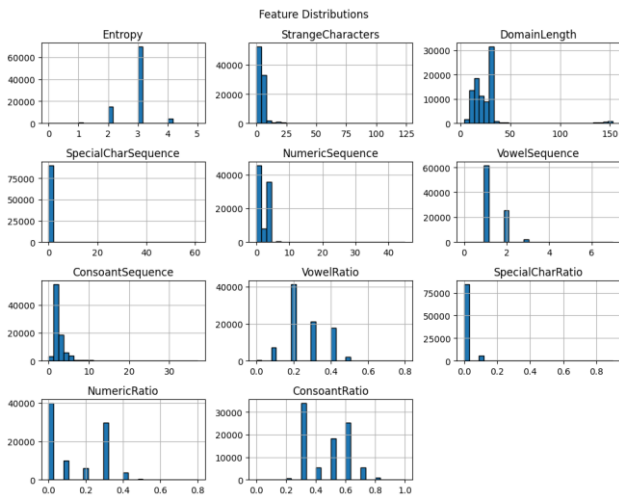 Feature Distributions
Entropy
60000
40000
20000
0
0 1 2 3 4 5
StrangeCharacters
40000
20000
0
0 25 50 75 100 125
DomainLength
30000
20000
10000
0
0 50 100 150
SpecialCharSequence
75000
50000
25000
0
0 20 40 60
NumericSequence
40000
20000
0
0 10 20 30 40
VowelSequence
60000
40000
20000
0
0 2 4 6
ConsoantSequence
40000
20000
0
0 10 20 30
VowelRatio
40000
20000
0
0.0 0.2 0.4 0.6 0.8
SpecialCharRatio
75000
50000
25000
0
0.0 0.2 0.4 0.6 0.8
NumericRatio
40000
20000
0
0.0 0.2 0.4 0.6 0.8
ConsoantRatio
30000
20000
10000
0
0.0 0.2 0.4 0.6 0.8 1.0